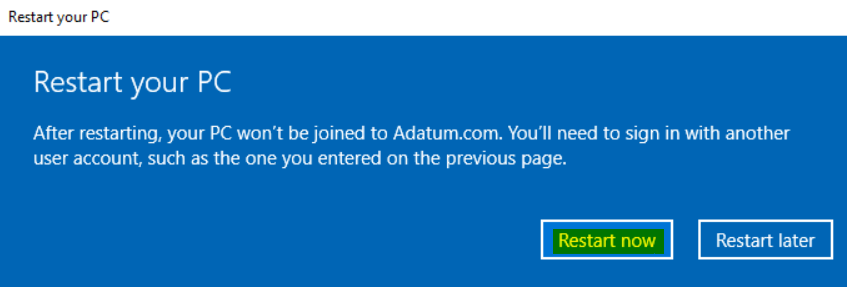 Restart your PC
Restart your PC
After restarting, your PC won't be joined to Adatum.com. You'll need to sign in with another
user account, such as the one you entered on the previous page.
Restart now
Restart later